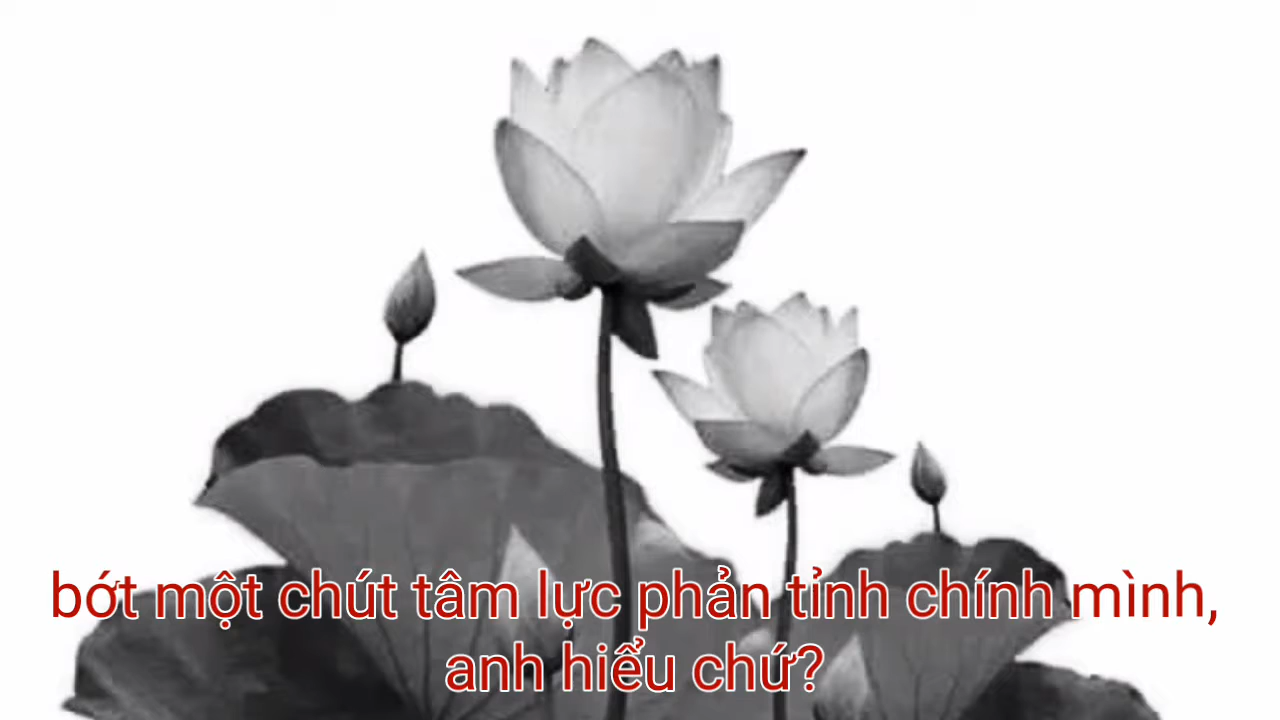 bớt một chút tâm lực phản tỉnh chính mình,
anh hiểu chứ?